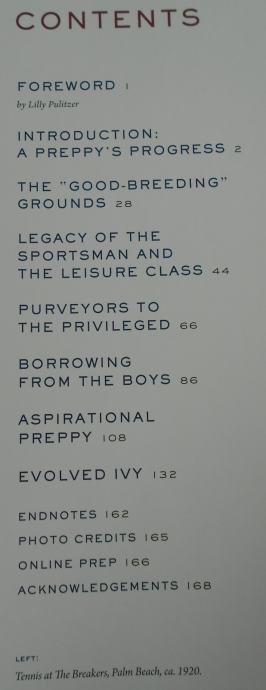 CONTENTS
FOREWORD 1
by Lilly Pulitzer
INTRODUCTION:
A PREPPY'S PROGRESS 2
THE "GOOD-BREEDING"
GROUNDS 28
LEGACY OF THE
SPORTSMAN AND
THE LEISURE CLASS 44
PURVEYORS TO
THE PRIVILEGED 66
BORROWING
FROM THE BOYS 86
ASPIRATIONAL
PREPPY 108
EVOLVED IVY 132
ENDNOTES 162
PHOTO CREDITS 165
ONLINE PREP 166
ACKNOWLEDGEMENTS 168
LEFT:
Tennis at The Breakers, Palm Beach, ca. 1920.